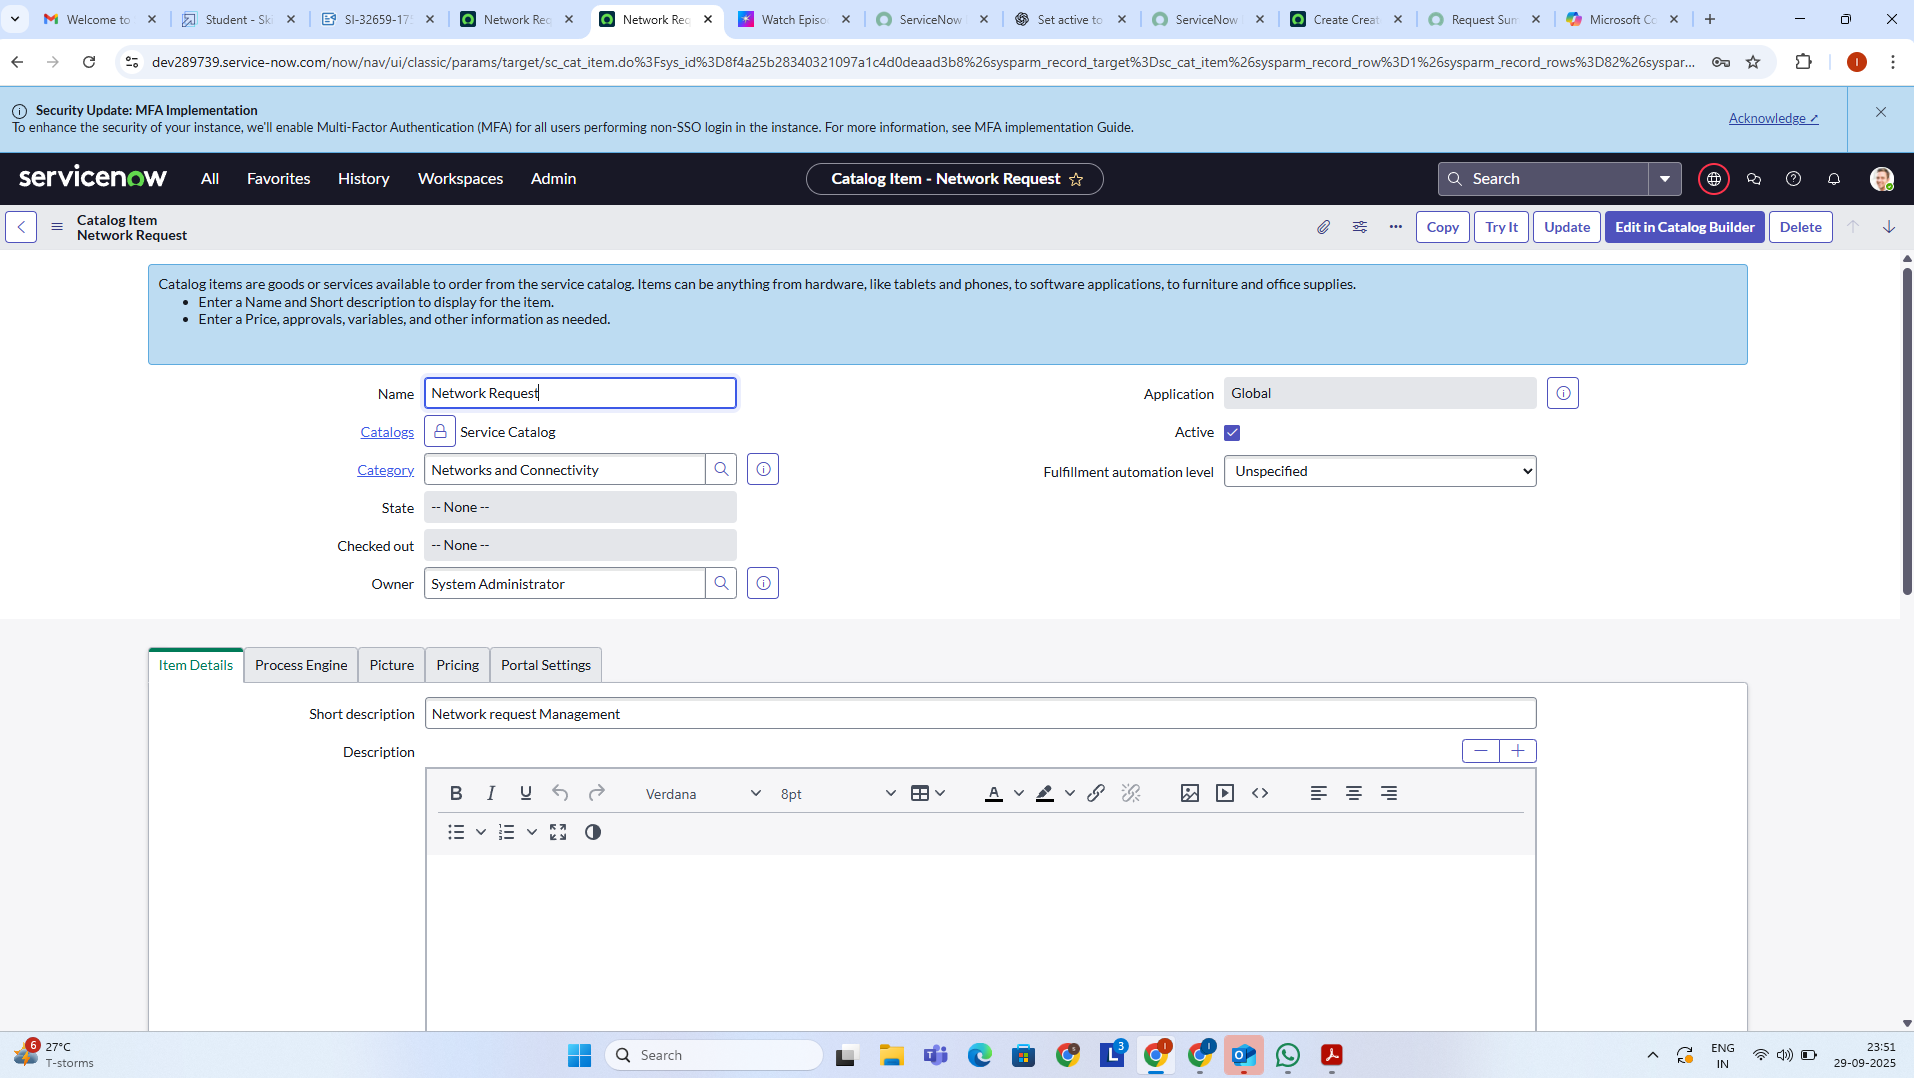 Welcome to
Student - Ski
SI-32659-175
Network Req
Network Req
Watch Episo
ServiceNow
Set active to
ServiceNow
Create Creat
Request Sum
Microsoft Co
dev289739.service-now.com/now/nav/ui/classic/params/target/sc_cat_item.do%3Fsys_id%3D8f4a25b28340321097a1c4d0deaad3b8%26sysparm_record_target%3Dsc_cat_item%26sysparm_record_row%3D1%26sysparm_record_rows%3D82%26syspar...
I
Security Update: MFA Implementation
To enhance the security of your instance, we'll enable Multi-Factor Authentication (MFA) for all users performing non-SSO login in the instance. For more information, see MFA implementation Guide.
Acknowledge
servicenow
All
Favorites
History
Workspaces
Admin
Catalog Item - Network Request
Search
Catalog Item
Network Request
Copy
Try It
Update
Edit in Catalog Builder
Delete
Catalog items are goods or services available to order from the service catalog. Items can be anything from hardware, like tablets and phones, to software applications, to furniture and office supplies.
• Enter a Name and Short description to display for the item.
• Enter a Price, approvals, variables, and other information as needed.
Name
Network Request
Application
Global
Catalogs
Service Catalog
Active
Category
Networks and Connectivity
Fulfillment automation level
Unspecified
State
-- None --
Checked out
-- None --
Owner
System Administrator
Item Details
Process Engine
Picture
Pricing
Portal Settings
Short description
Network request Management
Description
B I U
Verdana
8pt
A
6
27°C
T-storms
Search
3
ENG
IN
23:51
29-09-2025